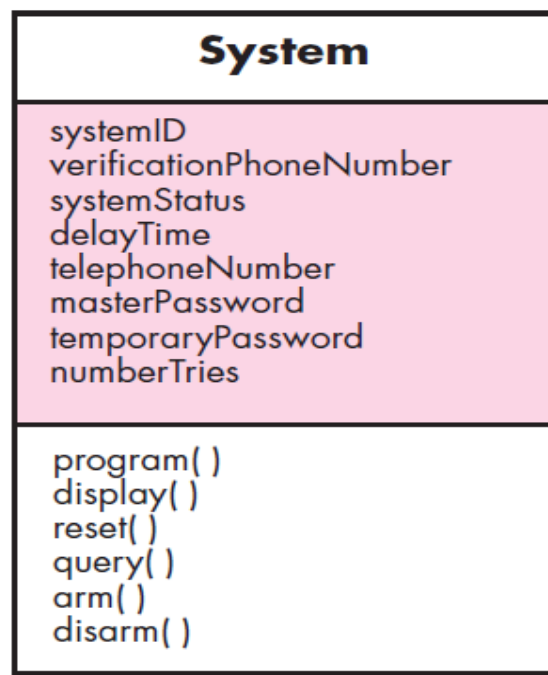 System
systemID
verificationPhoneNumber
systemStatus
delayTime
telephoneNumber
masterPassword
temporaryPassword
numberTries
program( )
display( )
reset( )
query( )
arm( )
disarm( )